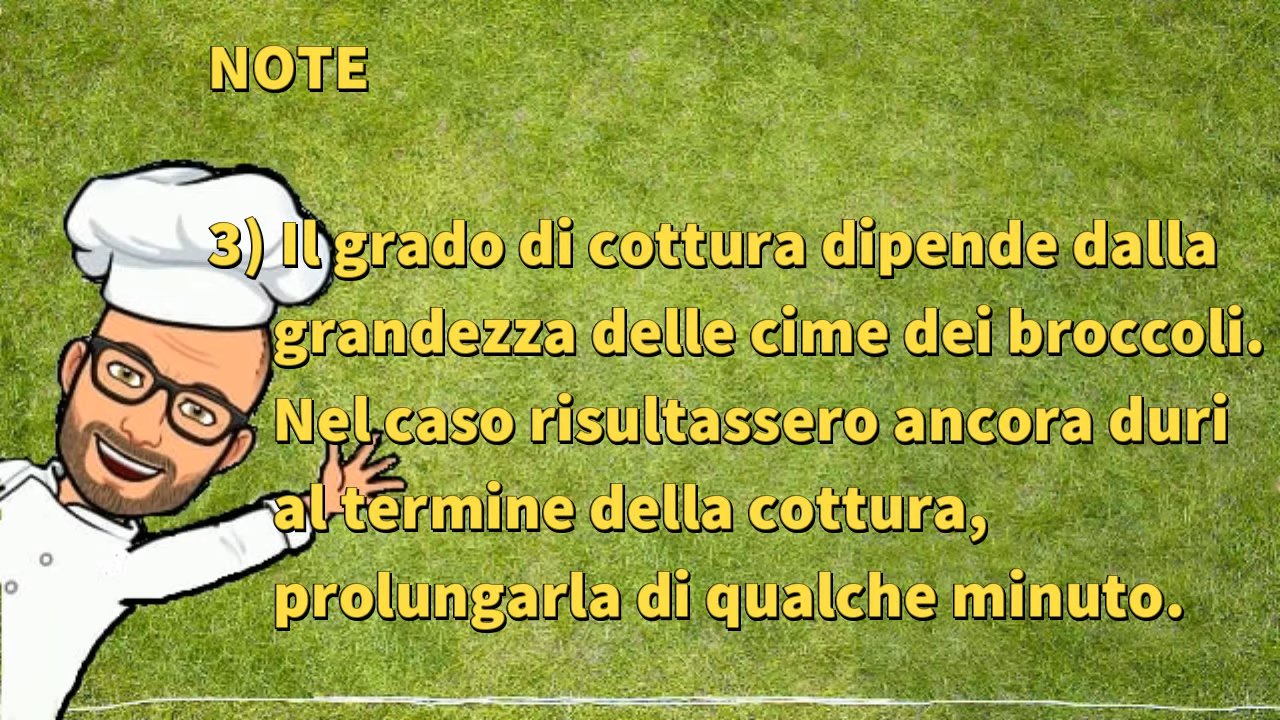 NOTE
3) Il grado di cottura dipende dalla
grandezza delle cime dei broccoli.
Nel caso risultassero ancora duri
al termine della cottura,
prolungarla di qualche minuto.